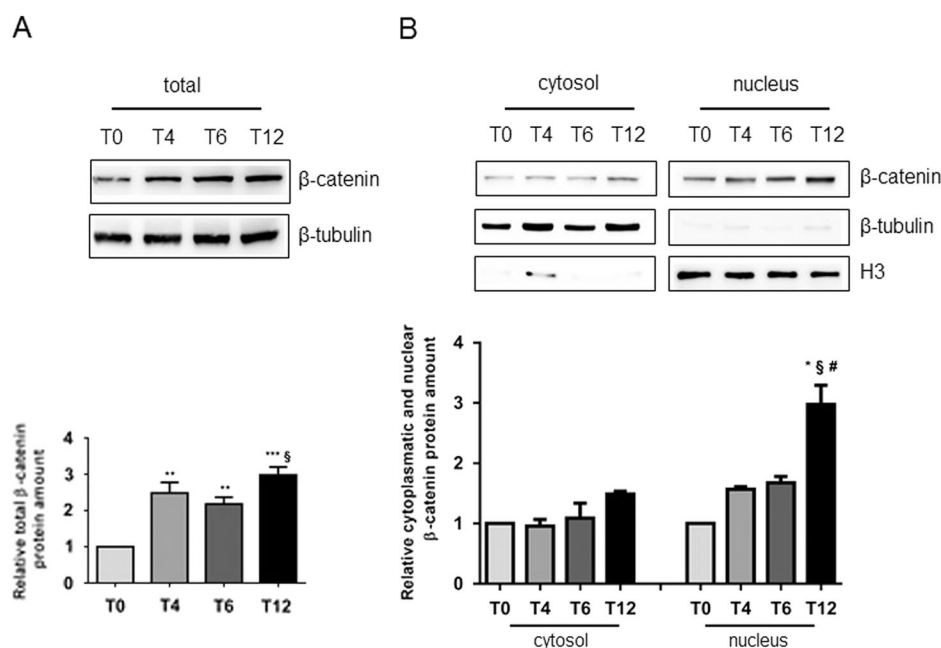 A
total
T0 T4 T6 T12
β-catenin
β-tubulin
Relative total β-catenin
protein amount
4
3
2
1
0
** ** *** §
T0 T4 T6 T12
B
cytosol nucleus
T0 T4 T6 T12 T0 T4 T6 T12
β-catenin
β-tubulin
H3
Relative cytoplasmatic and nuclear
β-catenin protein amount
4
3
2
1
0
* § #
T0 T4 T6 T12 T0 T4 T6 T12
cytosol nucleus